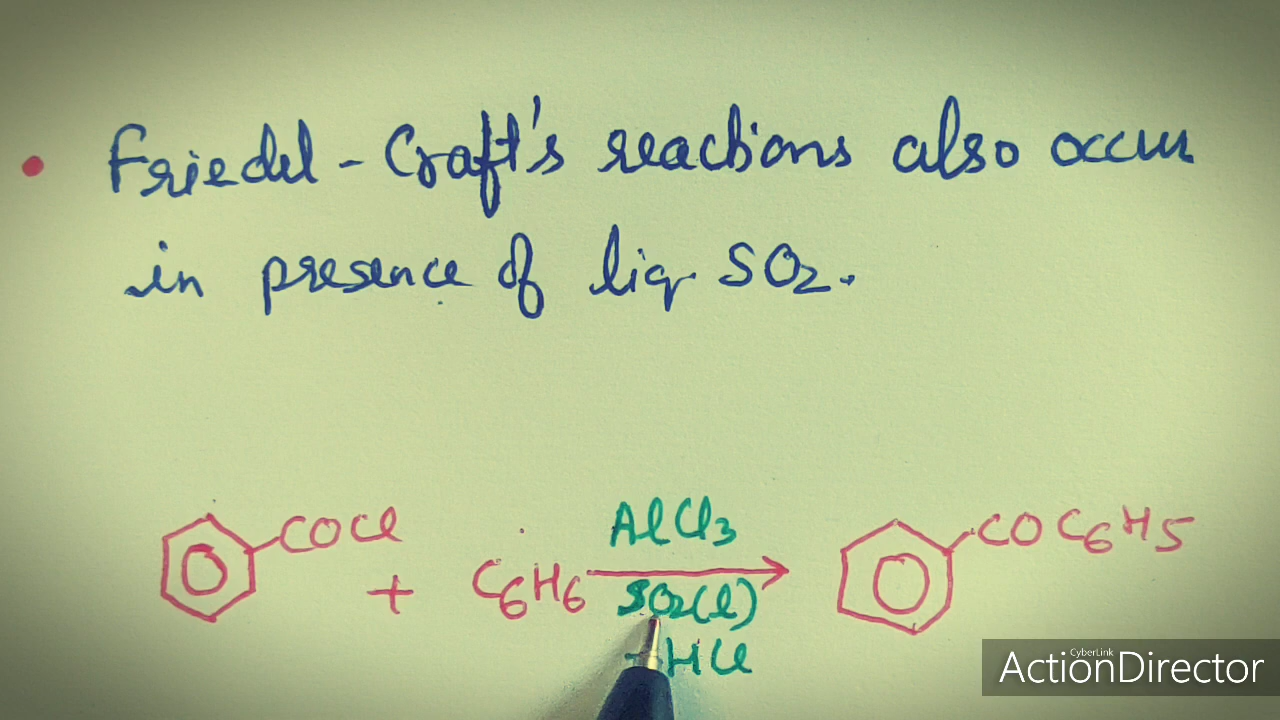 • Friedel - Craft's reactions also occur
in presence of liq. SO2.
COCl + C6H6 AlCl3 COC6H5
SO2(l)
- HCl
CyberLink
ActionDirector